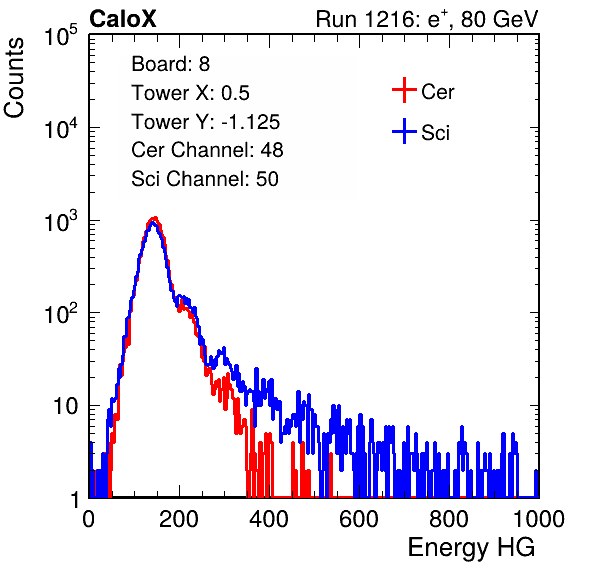 CaloX Run 1216: e⁺, 80 GeV
Counts
10⁵
10⁴
10³
10²
10
1
Board: 8
Tower X: 0.5
Tower Y: -1.125
Cer Channel: 48
Sci Channel: 50
Cer
Sci
0 200 400 600 800 1000
Energy HG